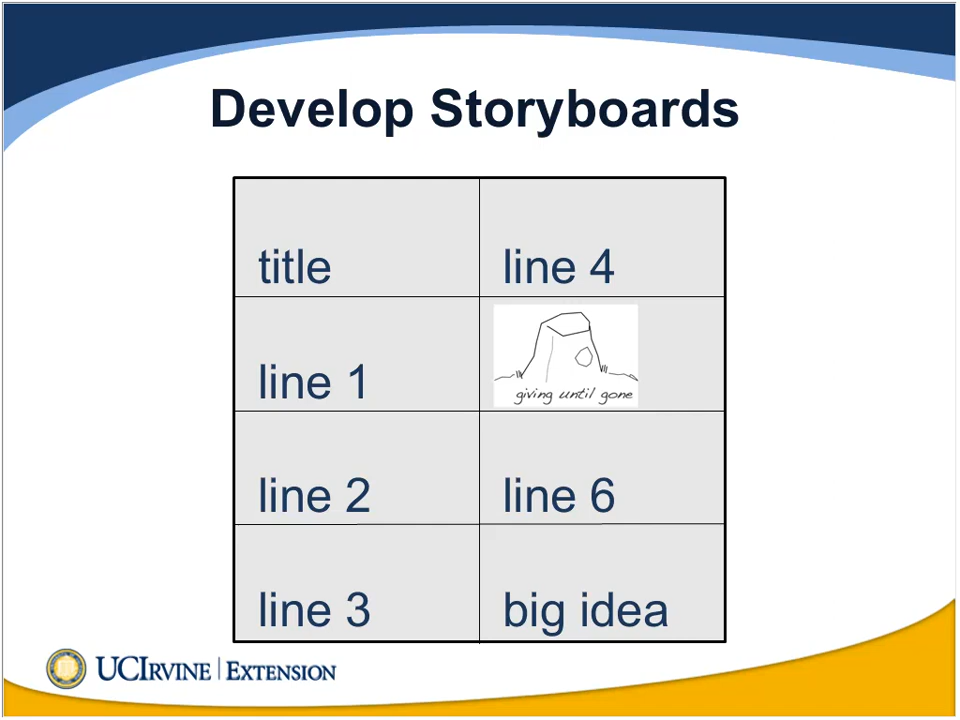 Develop Storyboards
title
line 4
line 1
giving until gone
line 2
line 6
line 3
big idea
UCIRVINE | EXTENSION